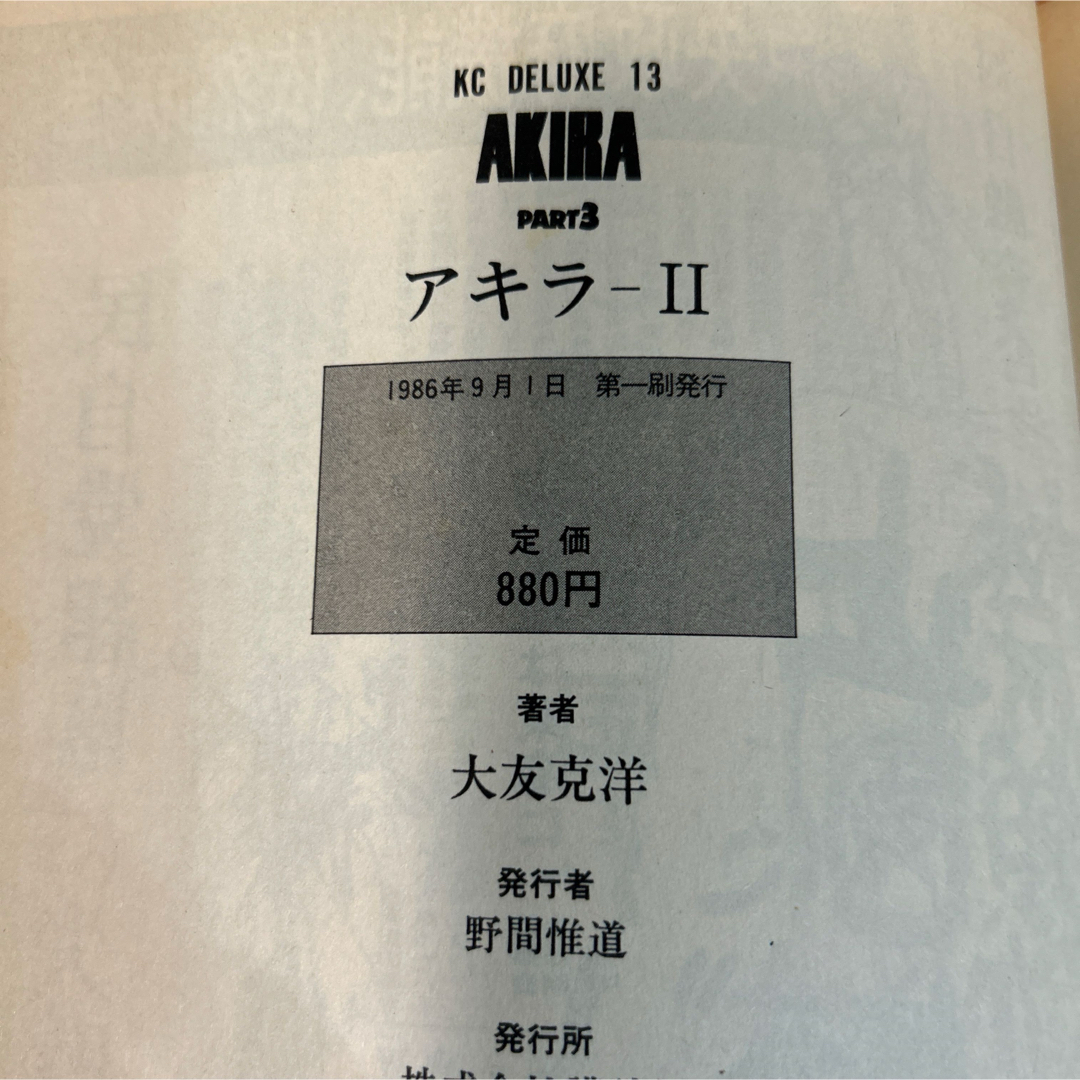 KC DELUXE 13
AKIRA
PART3
アキラ-II
1986年9月1日 第一刷発行
定価
880円
著者
大友克洋
発行者
野間惟道
発行所